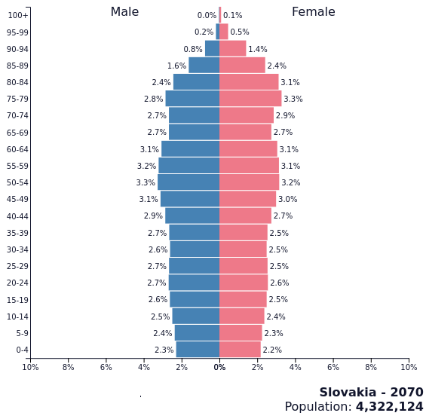 Male Female
100+ 0.0% 0.1%
95-99 0.2% 0.5%
90-94 0.8% 1.4%
85-89 1.6% 2.4%
80-84 2.4% 3.1%
75-79 2.8% 3.3%
70-74 2.7% 2.9%
65-69 2.7% 2.7%
60-64 3.1% 3.1%
55-59 3.2% 3.1%
50-54 3.3% 3.2%
45-49 3.1% 3.0%
40-44 2.9% 2.7%
35-39 2.7% 2.5%
30-34 2.6% 2.5%
25-29 2.7% 2.5%
20-24 2.7% 2.6%
15-19 2.6% 2.5%
10-14 2.5% 2.4%
5-9 2.4% 2.3%
0-4 2.3% 2.2%
10% 8% 6% 4% 2% 0% 2% 4% 6% 8% 10%
Slovakia - 2070
Population: 4,322,124